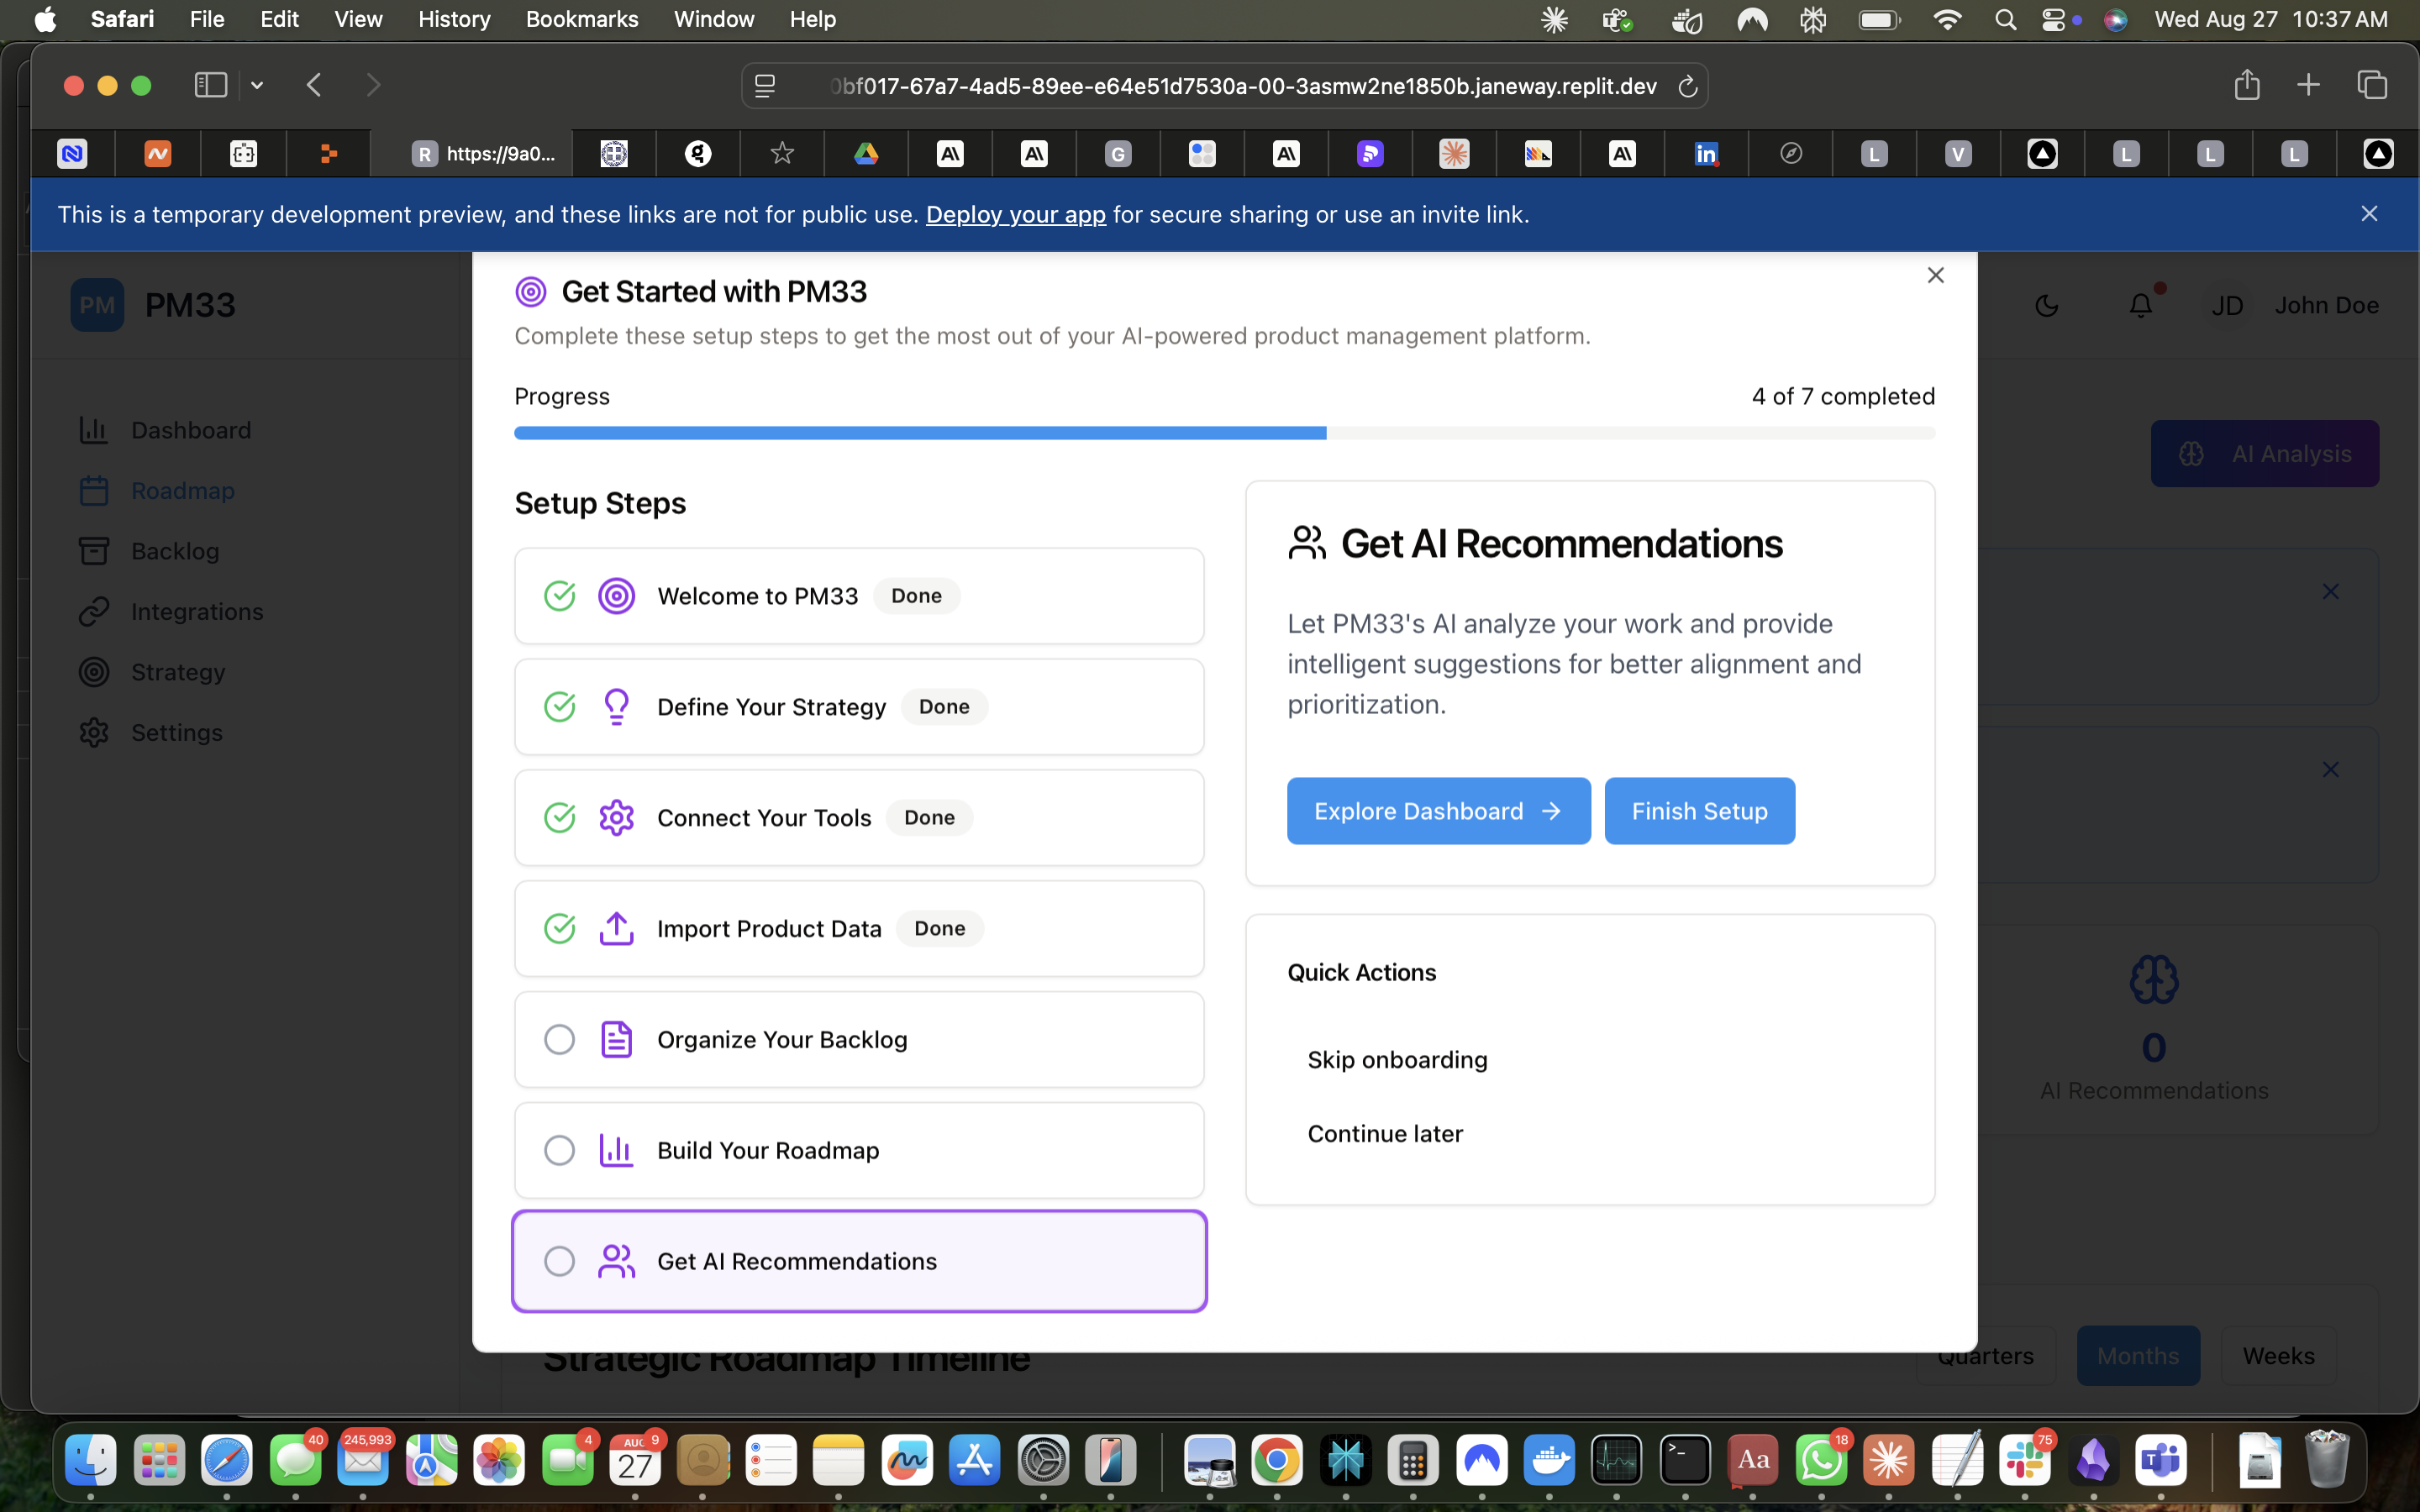 Safari File Edit View History Bookmarks Window Help Wed Aug 27 10:37 AM
0bf017-67a7-4ad5-89ee-e64e51d7530a-00-3asmw2ne1850b.janeway.replit.dev
R https://9a0...
G L V L L L
This is a temporary development preview, and these links are not for public use. Deploy your app for secure sharing or use an invite link.
PM PM33
JD John Doe
Dashboard
Roadmap
Backlog
Integrations
Strategy
Settings
Get Started with PM33
Complete these setup steps to get the most out of your AI-powered product management platform.
Progress 4 of 7 completed
Setup Steps
Welcome to PM33 Done
Define Your Strategy Done
Connect Your Tools Done
Import Product Data Done
Organize Your Backlog
Build Your Roadmap
Get AI Recommendations
Get AI Recommendations
Let PM33's AI analyze your work and provide
intelligent suggestions for better alignment and
prioritization.
Explore Dashboard Finish Setup
Quick Actions
Skip onboarding
Continue later
AI Analysis
0
AI Recommendations
Strategic Roadmap Timeline
Quarters Months Weeks
40 245,993 4 AUG 9 27 Aa 18 75 T